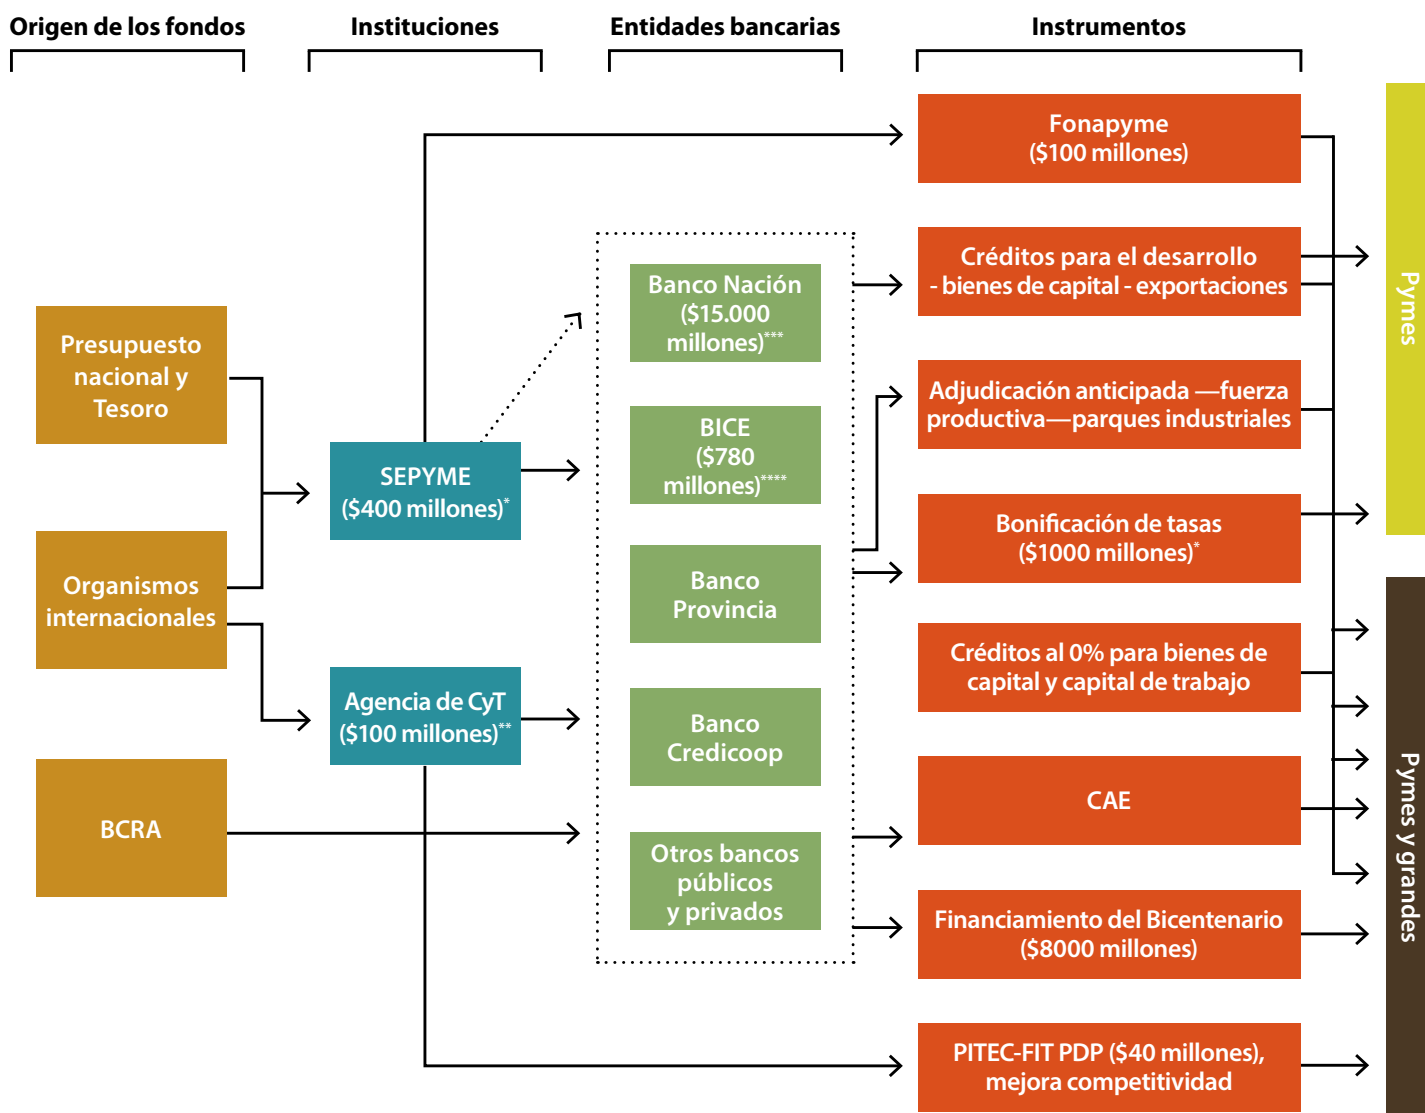 Origen de los fondos
Instituciones
Entidades bancarias
Instrumentos
Presupuesto
nacional y
Tesoro
Organismos
internacionales
BCRA
SEPYME
($400 millones)*
Agencia de CyT
($100 millones)**
Banco Nación
($15.000
millones)***
BICE
($780
millones)****
Banco
Provincia
Banco
Credicoop
Otros bancos
públicos
y privados
Fonapyme
($100 millones)
Créditos para el desarrollo
- bienes de capital - exportaciones
Adjudicación anticipada —fuerza
productiva—parques industriales
Bonificación de tasas
($1000 millones)*
Créditos al 0% para bienes de
capital y capital de trabajo
CAE
Financiamiento del Bicentenario
($8000 millones)
PITEC-FIT PDP ($40 millones),
mejora competitividad
Pymes
Pymes y grandes